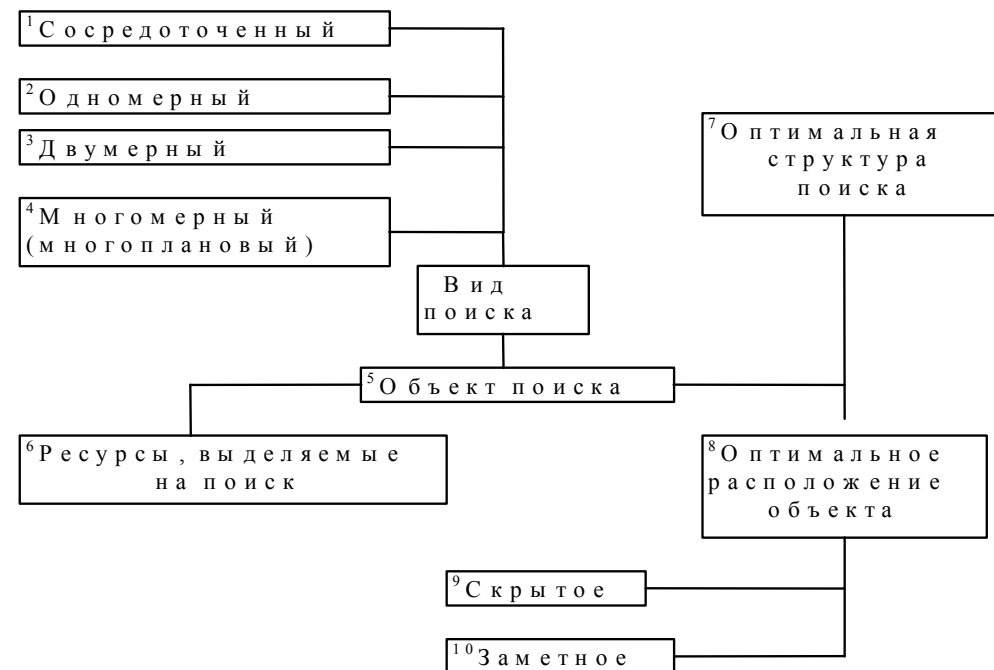 ¹Сосредоточенный
²Одномерный
³Двумерный
⁴Многомерный
(многоплановый)
⁷Оптимальная
структура
поиска
Вид
поиска
⁵Объект поиска
⁶Ресурсы, выделяемые
на поиск
⁸Оптимальное
расположение
объекта
⁹Скрытое
¹⁰Заметное